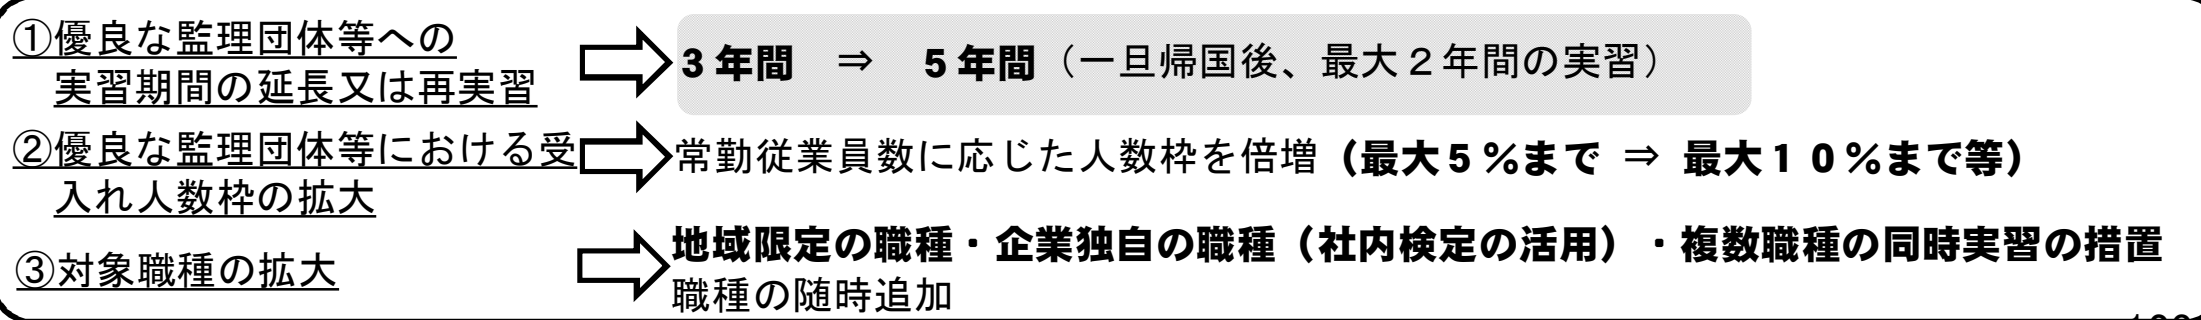 ①優良な監理団体等への
実習期間の延長又は再実習
3年間 ⇒ 5年間（一旦帰国後、最大２年間の実習）
②優良な監理団体等における受
入れ人数枠の拡大
常勤従業員数に応じた人数枠を倍増（最大５％まで ⇒ 最大１０％まで等）
③対象職種の拡大
地域限定の職種・企業独自の職種（社内検定の活用）・複数職種の同時実習の措置
職種の随時追加